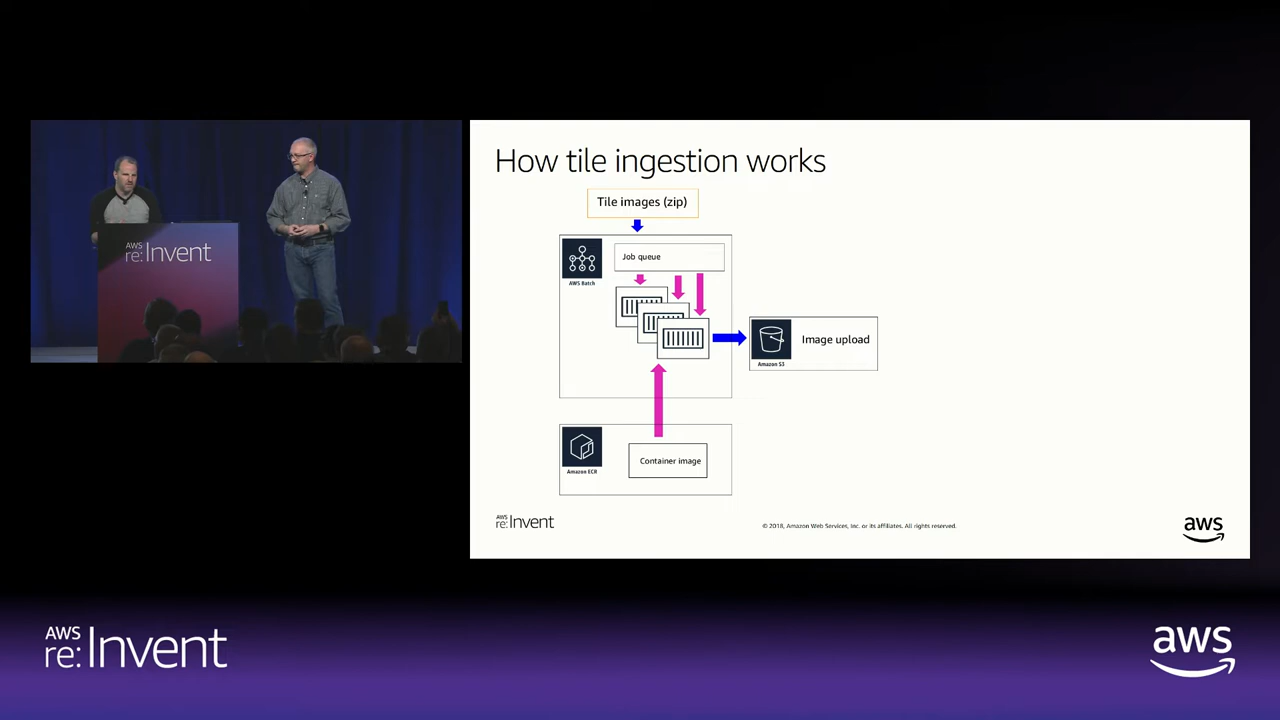 How tile ingestion works
Tile images (zip)
AWS Batch
Job queue
Amazon S3
Image upload
Amazon ECR
Container image
AWS
re:Invent
© 2018, Amazon Web Services, Inc. or its affiliates. All rights reserved.
aws
AWS
re:Invent
AWS
re:Invent
aws